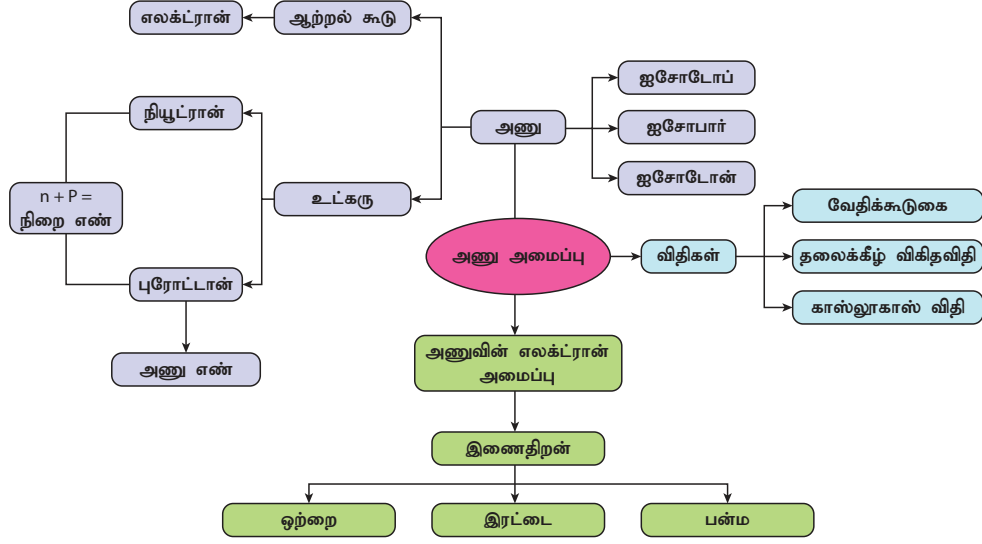 எலக்ட்ரான்
ஆற்றல் கூடு
ஐசோடோப்
நியூட்ரான்
அணு
ஐசோபார்
ஐசோடோன்
n + P =
நிறை எண்
உட்கரு
வேதிக்கூடுகை
அணு அமைப்பு
விதிகள்
தலைக்கீழ் விகிதவிதி
புரோட்டான்
காஸ்லூகாஸ் விதி
அணுவின் எலக்ட்ரான்
அமைப்பு
அணு எண்
இணைதிறன்
ஒற்றை
இரட்டை
பன்ம